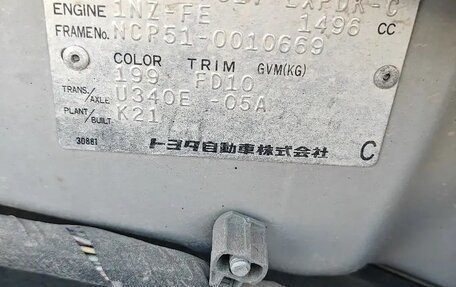 ENGINE 1NZ-FE 1496 CC
FRAME No. NCP51-0010669
COLOR TRIM GVM(KG)
199 FD10
TRANS./AXLE U340E -05A
PLANT/BUILT K21
30881
トヨタ自動車株式会社 C